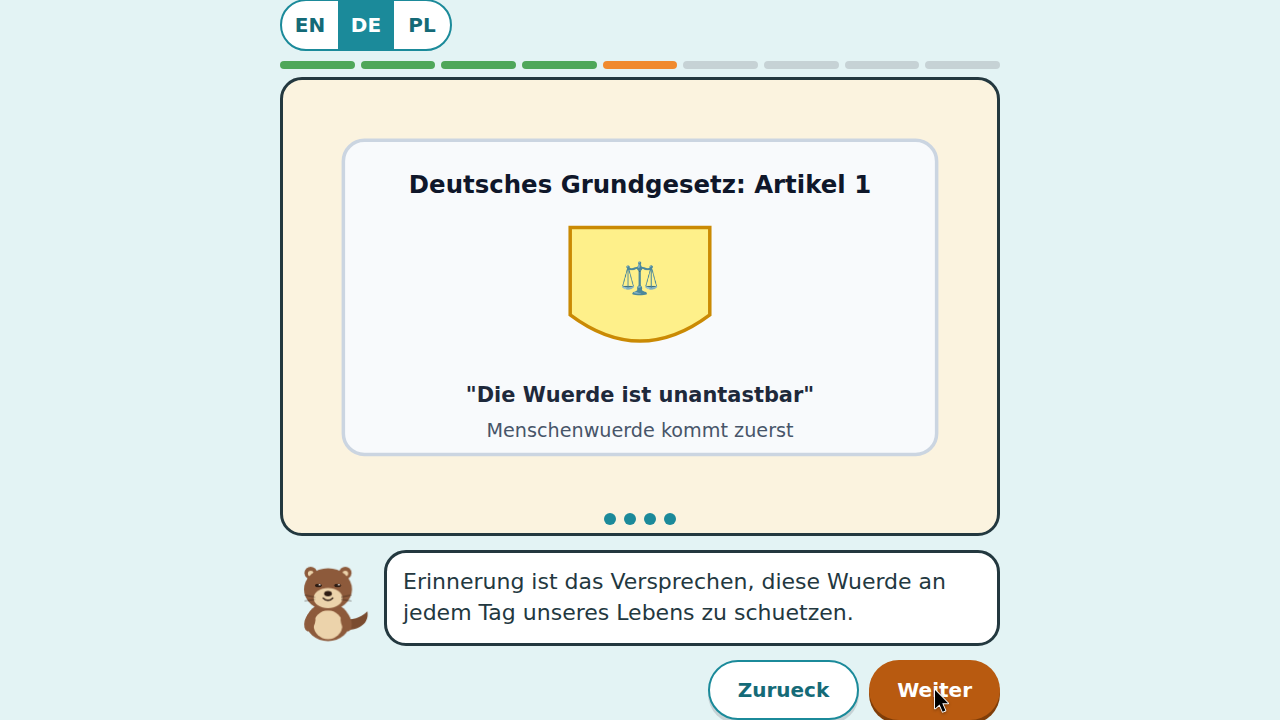 EN DE PL
Deutsches Grundgesetz: Artikel 1
"Die Wuerde ist unantastbar"
Menschenwuerde kommt zuerst
Erinnerung ist das Versprechen, diese Wuerde an
jedem Tag unseres Lebens zu schuetzen.
Zurueck Weiter